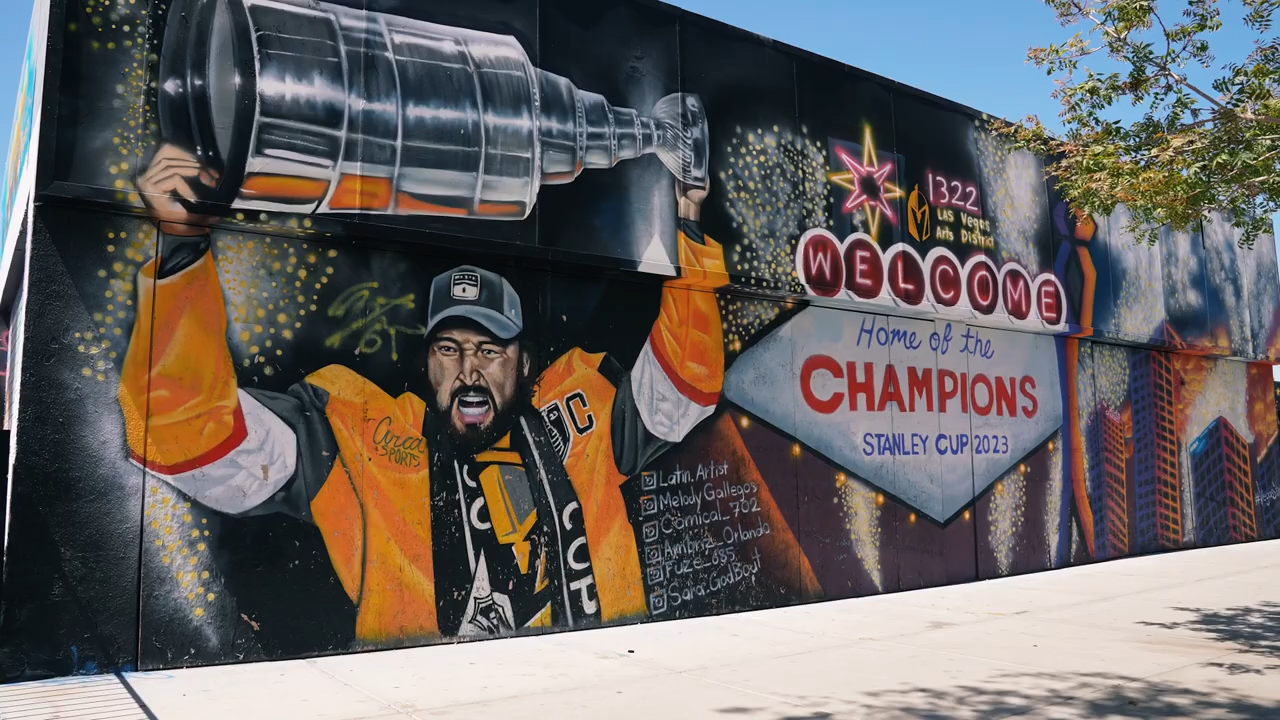 1322
Las Vegas
Arts District
WELCOME
Home of the
CHAMPIONS
STANLEY CUP 2023
C
SPORTS
Latin.Artist
Melody Gallegos
Comical_702
Ambriz_Orlando
Fuze_685
Sara.GodBout